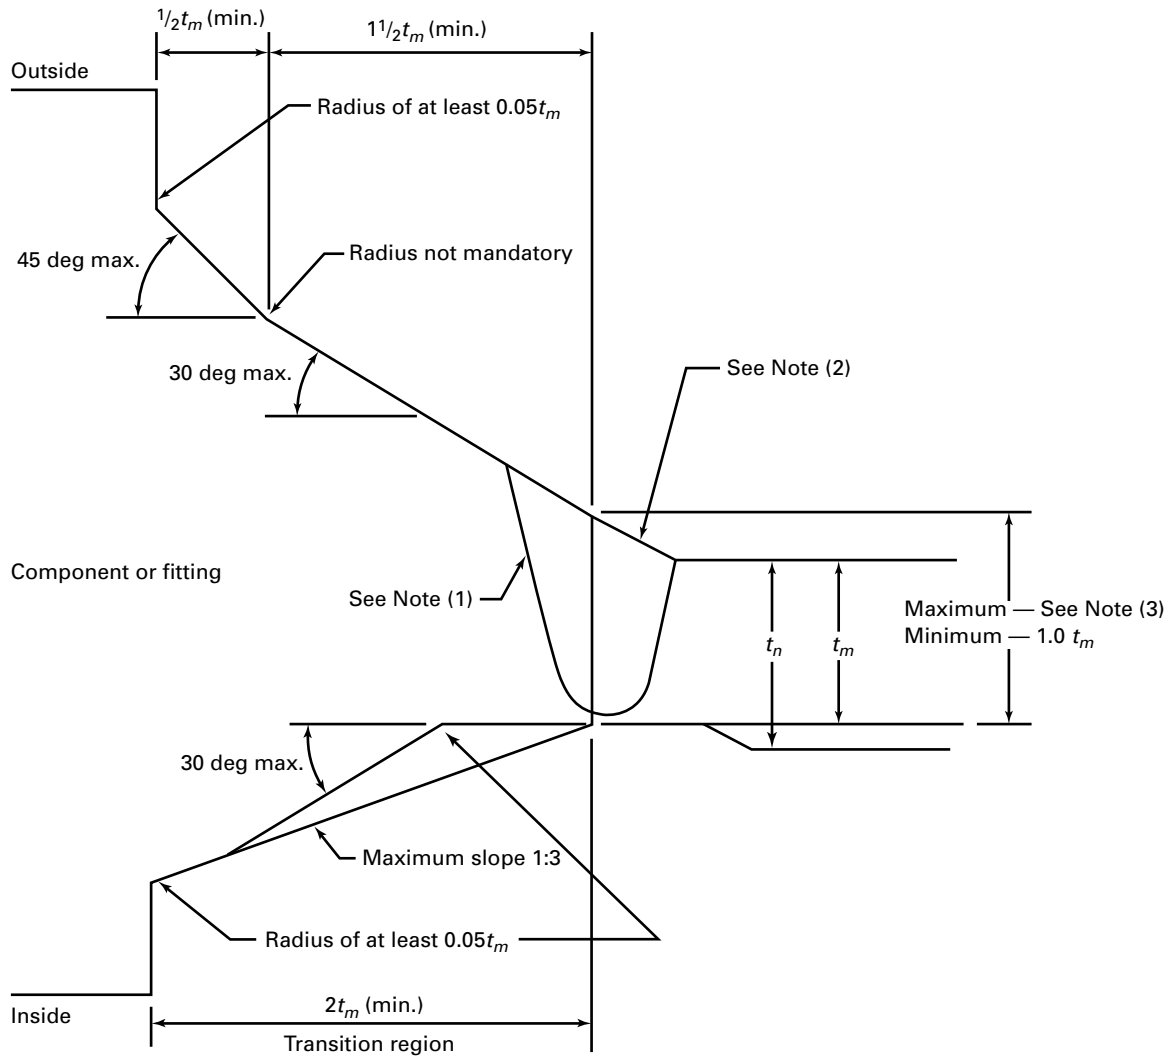 1/2tm (min.)
1 1/2tm (min.)
Outside
Radius of at least 0.05tm
45 deg max.
Radius not mandatory
30 deg max.
See Note (2)
Component or fitting
See Note (1)
Maximum — See Note (3)
Minimum — 1.0 tm
tn
tm
30 deg max.
Maximum slope 1:3
Radius of at least 0.05tm
Inside
2tm (min.)
Transition region